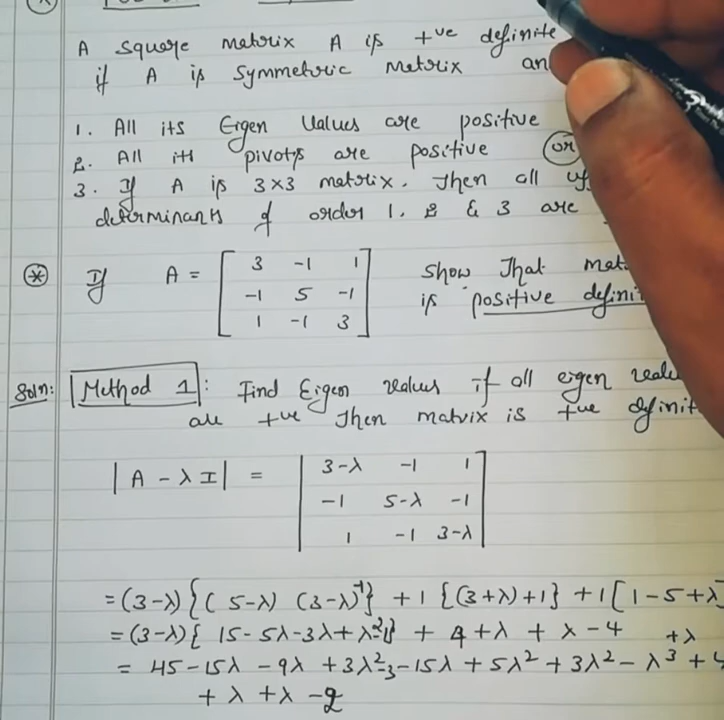 A square matrix A is +ve definite
if A is symmetric matrix an
1. All its Eigen Values are positive
2. All its pivots are positive (or
3. If A is 3×3 matrix. Then all
determinants of order 1, 2 & 3 are
* If A = [ 3 -1 1 show That mat
-1 5 -1 is positive defini
1 -1 3 ]
Soln: Method 1: Find Eigen values if all eigen value
are +ve Then matrix is +ve definit
|A - λI| = | 3-λ -1 1
-1 5-λ -1
1 -1 3-λ |
= (3-λ){(5-λ) (3-λ)-1} + 1{(3+λ)+1} + 1[1-5+λ]
= (3-λ){15-5λ-3λ+λ²-1} + 4+λ + λ-4
= 45-15λ-9λ+3λ²-3-15λ+5λ²+3λ²-λ³+4 +λ
+ λ +λ -2